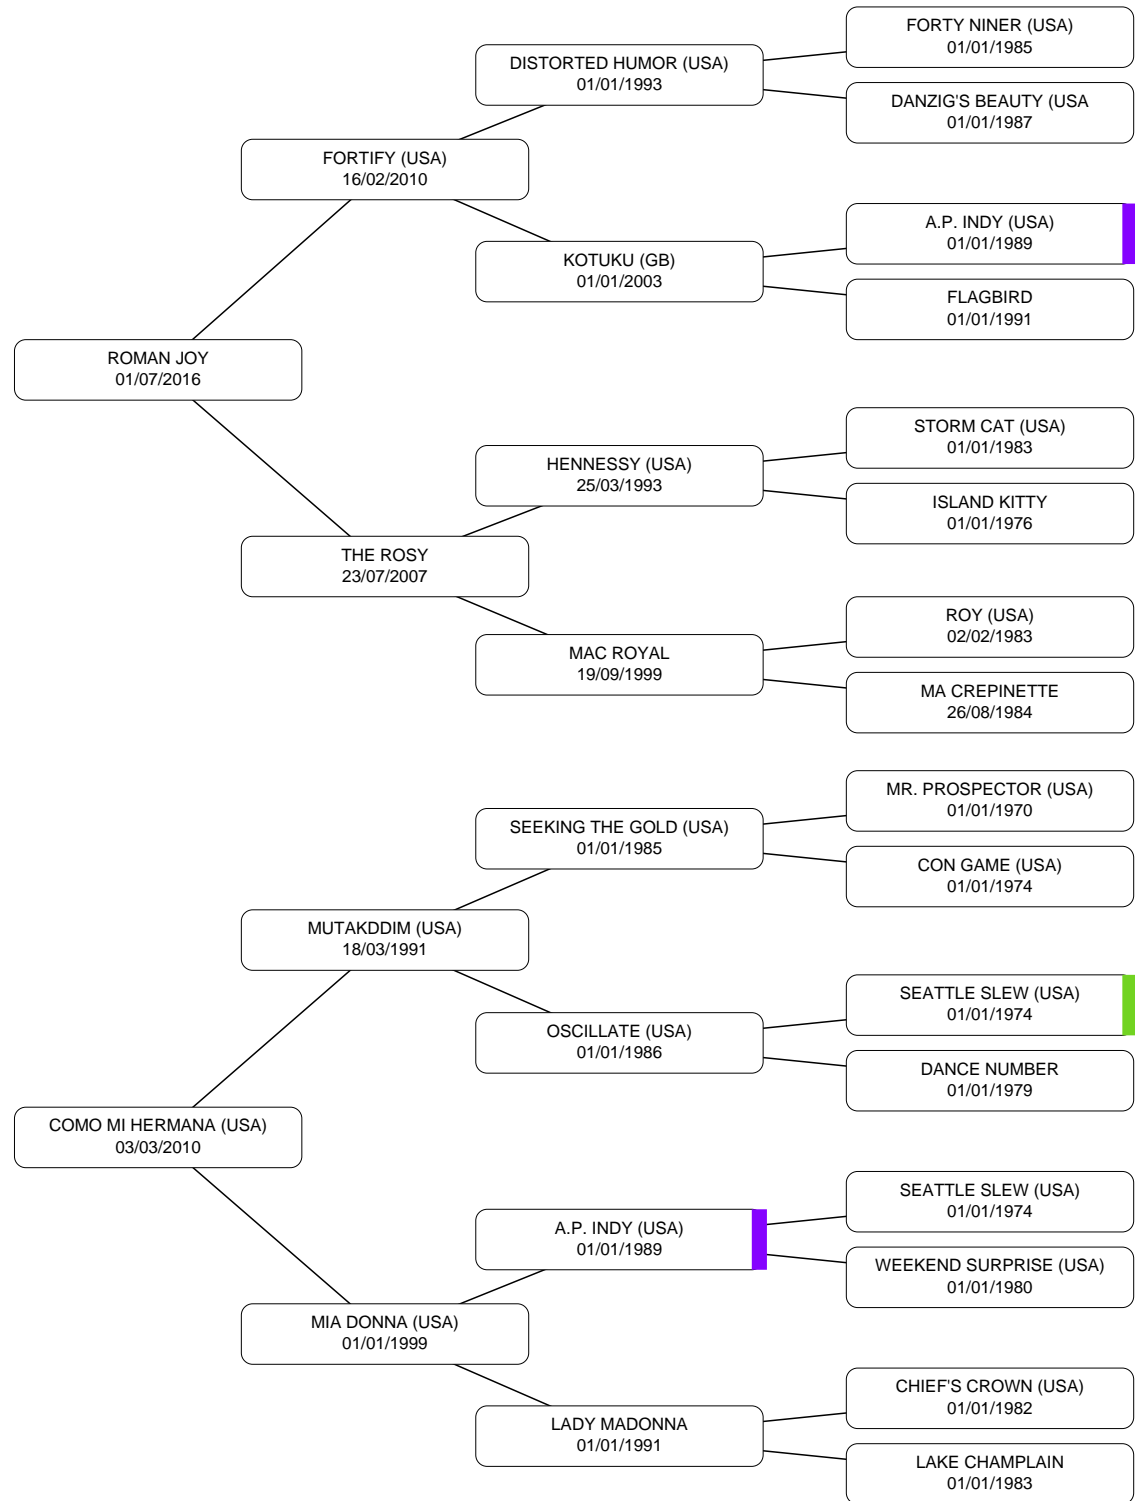 FORTY NINER (USA)
01/01/1985
DISTORTED HUMOR (USA)
01/01/1993
DANZIG'S BEAUTY (USA
01/01/1987
FORTIFY (USA)
16/02/2010
A.P. INDY (USA)
01/01/1989
KOTUKU (GB)
01/01/2003
FLAGBIRD
01/01/1991
ROMAN JOY
01/07/2016
STORM CAT (USA)
01/01/1983
HENNESSY (USA)
25/03/1993
ISLAND KITTY
01/01/1976
THE ROSY
23/07/2007
ROY (USA)
02/02/1983
MAC ROYAL
19/09/1999
MA CREPINETTE
26/08/1984
MR. PROSPECTOR (USA)
01/01/1970
SEEKING THE GOLD (USA)
01/01/1985
CON GAME (USA)
01/01/1974
MUTAKDDIM (USA)
18/03/1991
SEATTLE SLEW (USA)
01/01/1974
OSCILLATE (USA)
01/01/1986
DANCE NUMBER
01/01/1979
COMO MI HERMANA (USA)
03/03/2010
SEATTLE SLEW (USA)
01/01/1974
A.P. INDY (USA)
01/01/1989
WEEKEND SURPRISE (USA)
01/01/1980
MIA DONNA (USA)
01/01/1999
CHIEF'S CROWN (USA)
01/01/1982
LADY MADONNA
01/01/1991
LAKE CHAMPLAIN
01/01/1983